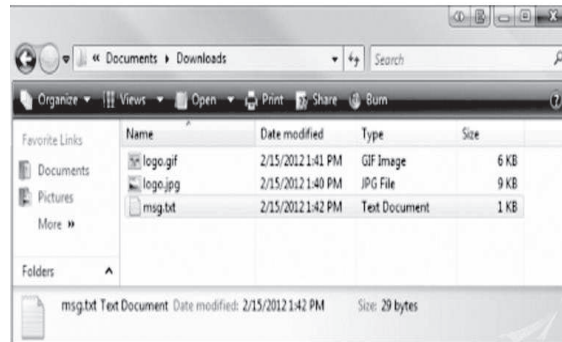 « Documents ▸ Downloads
Search
Organize Views Open Print Share Burn
Favorite Links
Documents
Pictures
More »
Folders
Name Date modified Type Size
logo.gif 2/15/2012 1:41 PM GIF Image 6 KB
logo.jpg 2/15/2012 1:40 PM JPG File 9 KB
msg.txt 2/15/2012 1:42 PM Text Document 1 KB
msg.txt Text Document Date modified: 2/15/2012 1:42 PM Size: 29 bytes